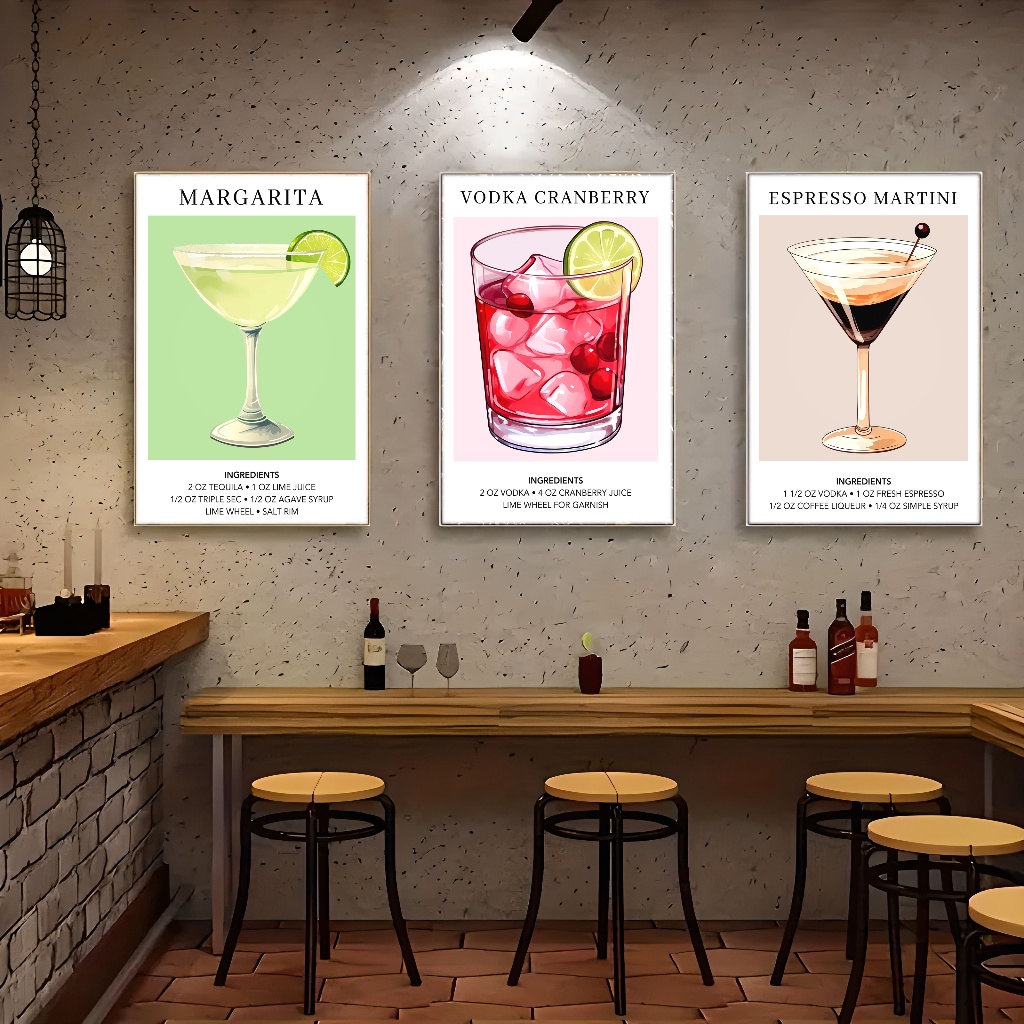 MARGARITA
INGREDIENTS
2 OZ TEQUILA • 1 OZ LIME JUICE
1/2 OZ TRIPLE SEC • 1/2 OZ AGAVE SYRUP
LIME WHEEL • SALT RIM
VODKA CRANBERRY
INGREDIENTS
2 OZ VODKA • 4 OZ CRANBERRY JUICE
LIME WHEEL FOR GARNISH
ESPRESSO MARTINI
INGREDIENTS
1 1/2 OZ VODKA • 1 OZ FRESH ESPRESSO
1/2 OZ COFFEE LIQUEUR • 1/4 OZ SIMPLE SYRUP